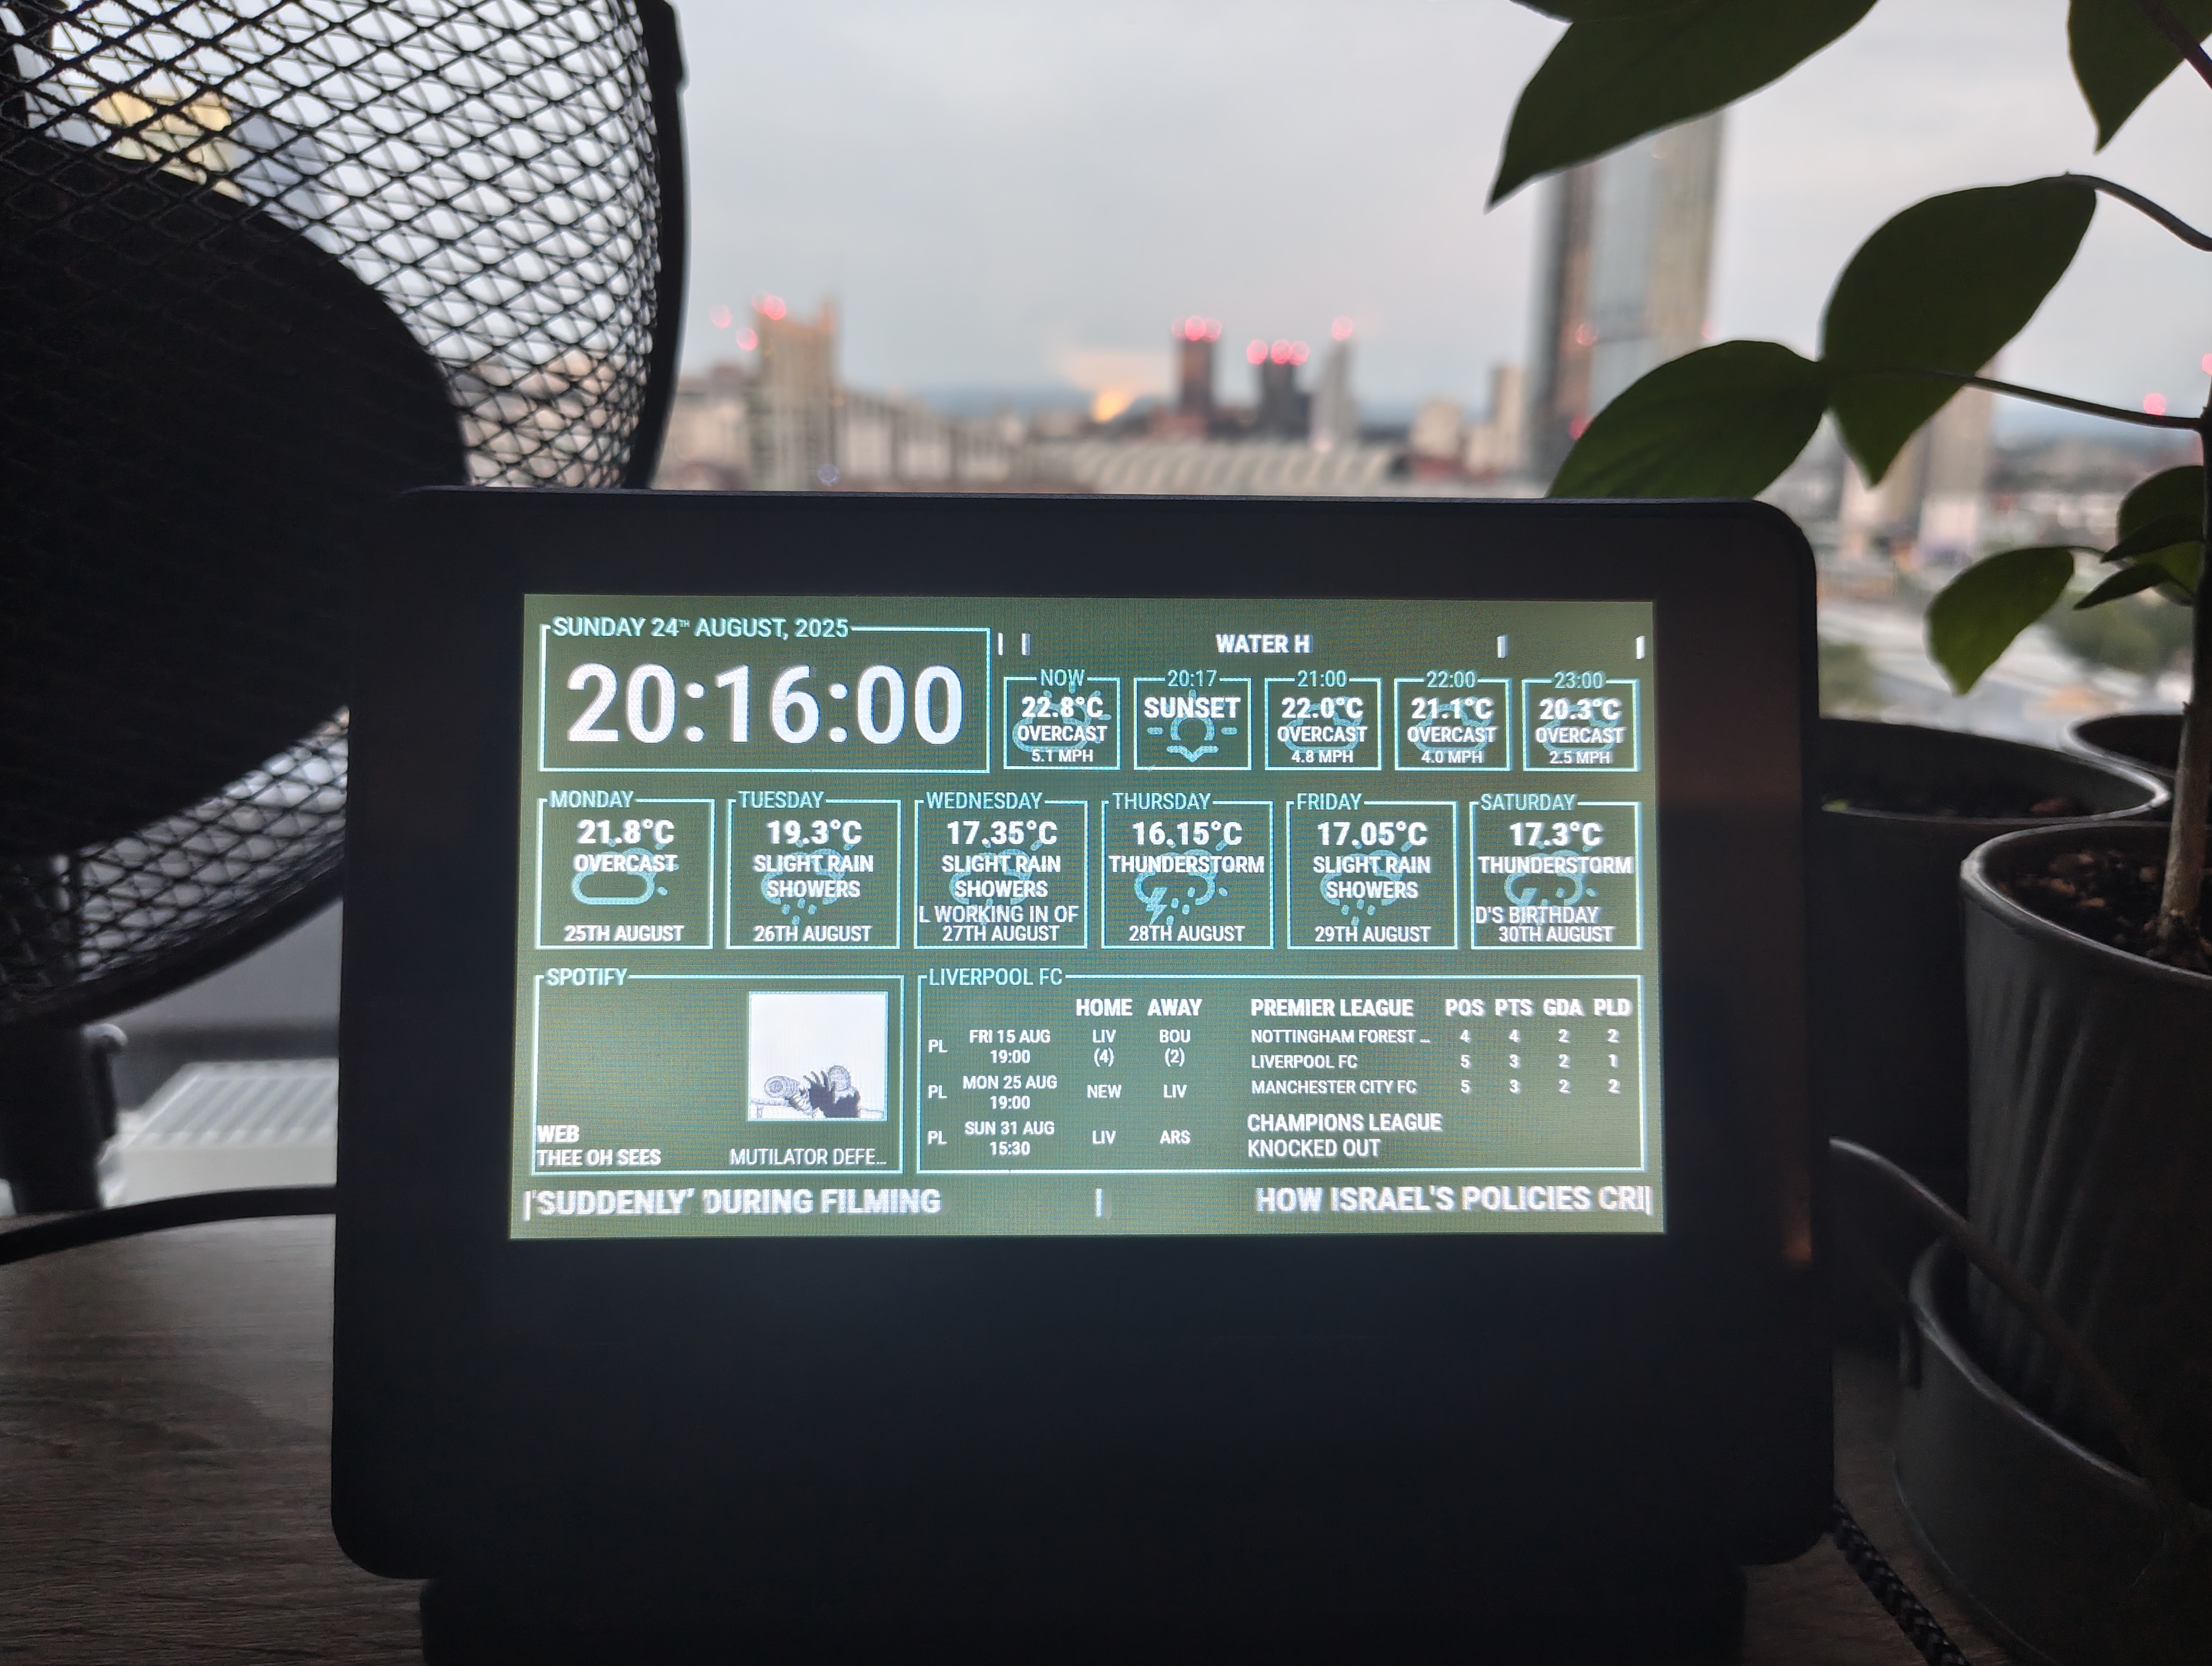 SUNDAY 24TH AUGUST, 2025
20:16:00
WATER H
NOW
22.8°C
OVERCAST
5.1 MPH
20:17
SUNSET
21:00
22.0°C
OVERCAST
4.8 MPH
22:00
21.1°C
OVERCAST
4.0 MPH
23:00
20.3°C
OVERCAST
2.5 MPH
MONDAY
21.8°C
OVERCAST
25TH AUGUST
TUESDAY
19.3°C
SLIGHT RAIN
SHOWERS
26TH AUGUST
WEDNESDAY
17.35°C
SLIGHT RAIN
SHOWERS
L WORKING IN OF
27TH AUGUST
THURSDAY
16.15°C
THUNDERSTORM
28TH AUGUST
FRIDAY
17.05°C
SLIGHT RAIN
SHOWERS
29TH AUGUST
SATURDAY
17.3°C
THUNDERSTORM
D'S BIRTHDAY
30TH AUGUST
SPOTIFY
WEB
THEE OH SEES
MUTILATOR DEFE...
LIVERPOOL FC
HOME AWAY
PL FRI 15 AUG 19:00 LIV (4) BOU (2)
PL MON 25 AUG 19:00 NEW LIV
PL SUN 31 AUG 15:30 LIV ARS
PREMIER LEAGUE POS PTS GDA PLD
NOTTINGHAM FOREST ... 4 4 2 2
LIVERPOOL FC 5 3 2 1
MANCHESTER CITY FC 5 3 2 2
CHAMPIONS LEAGUE
KNOCKED OUT
'SUDDENLY' DURING FILMING | HOW ISRAEL'S POLICIES CRI